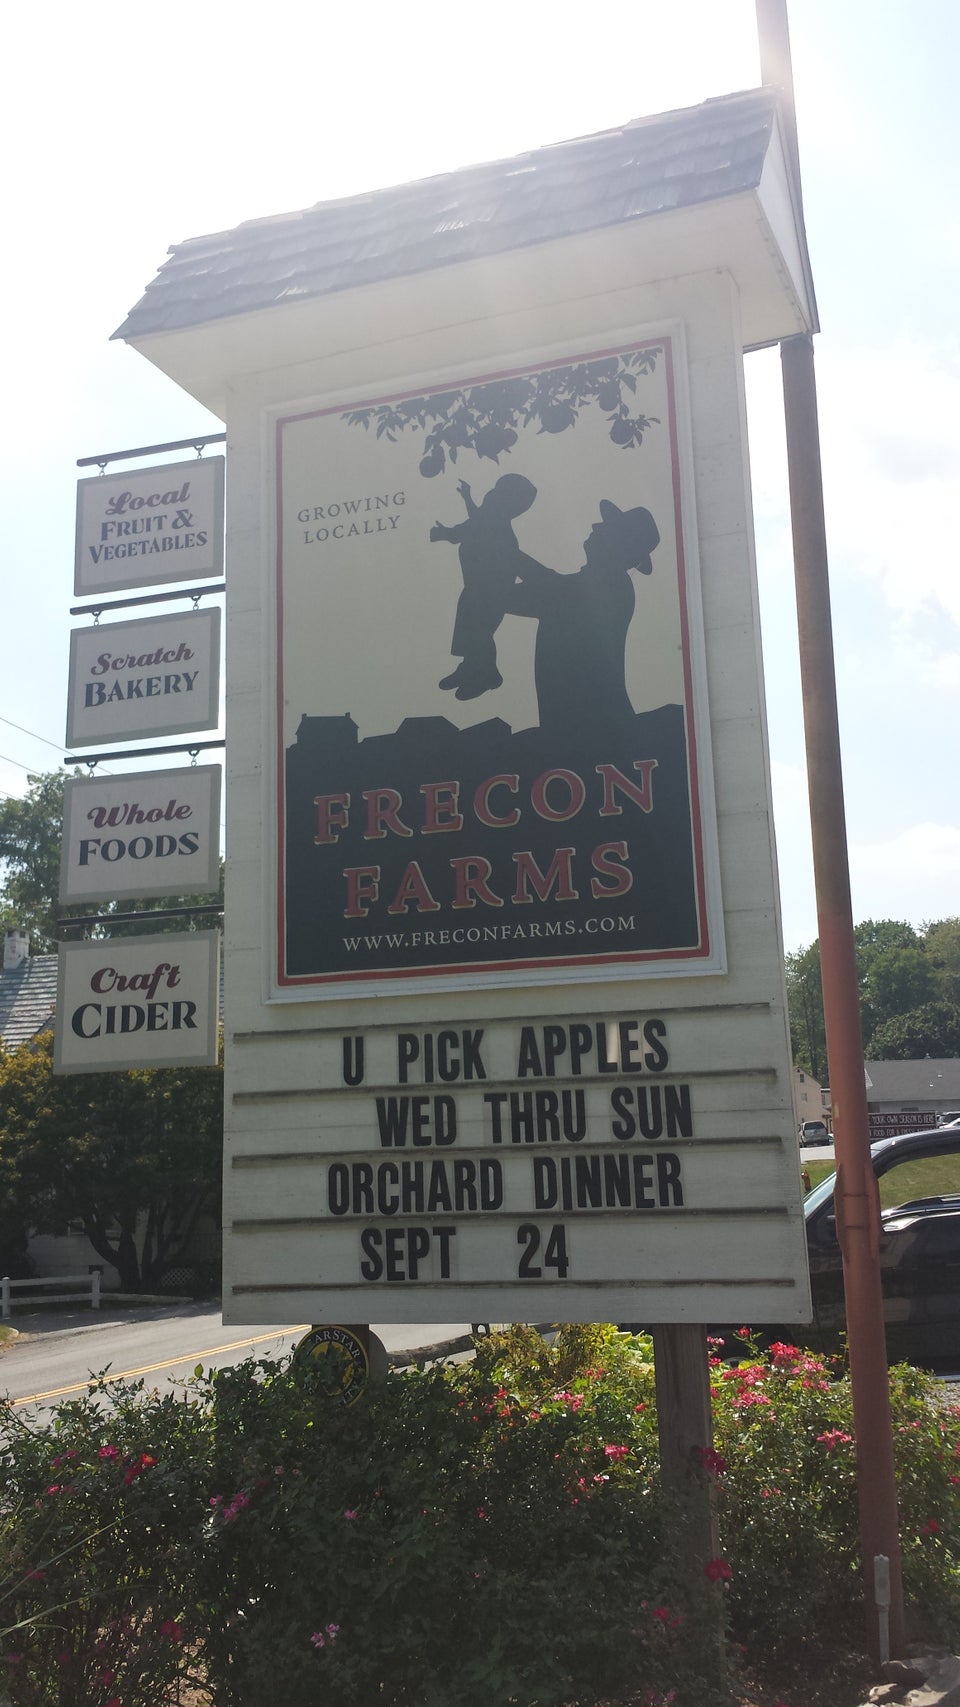 Local
FRUIT &
VEGETABLES
Scratch
BAKERY
Whole
FOODS
Craft
CIDER
GROWING
LOCALLY
FRECON
FARMS
WWW.FRECONFARMS.COM
U PICK APPLES
WED THRU SUN
ORCHARD DINNER
SEPT 24